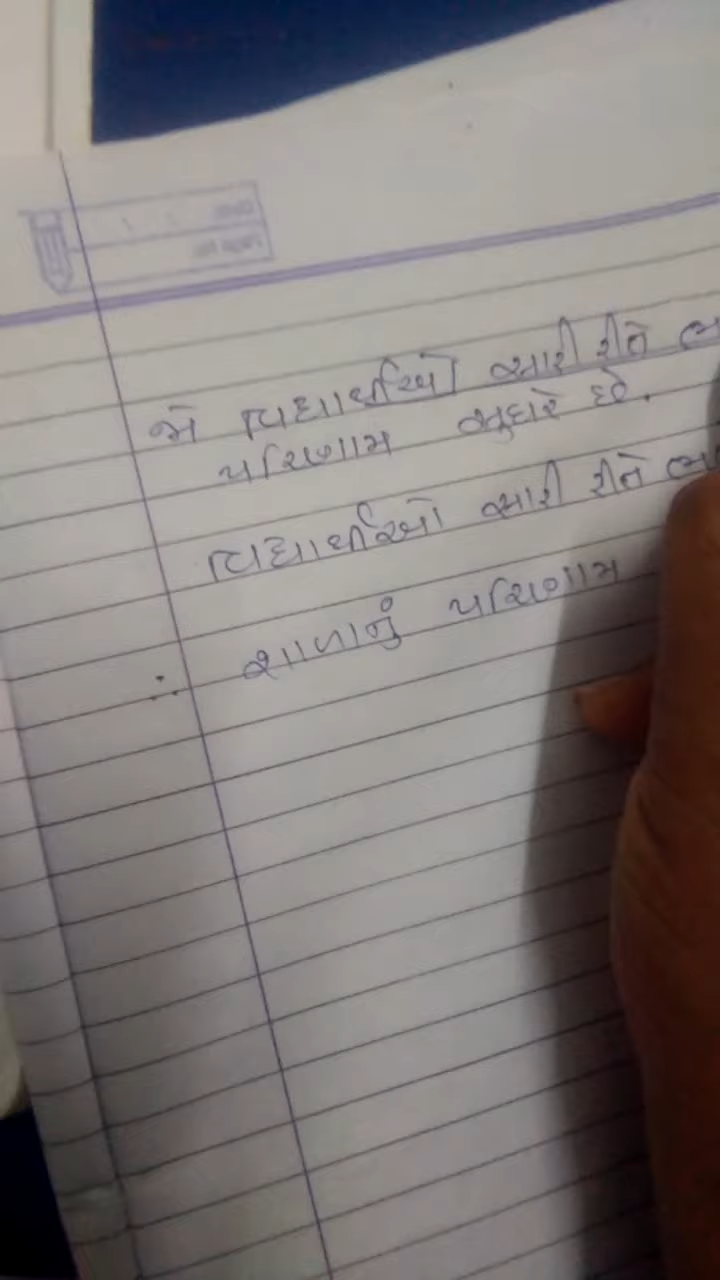 જો વિદ્યાર્થીઓ સારી રીતે
પરિણામ સુધારે છે.
વિદ્યાર્થીઓ સારી રીતે
∴ શાળાનું પરિણામ